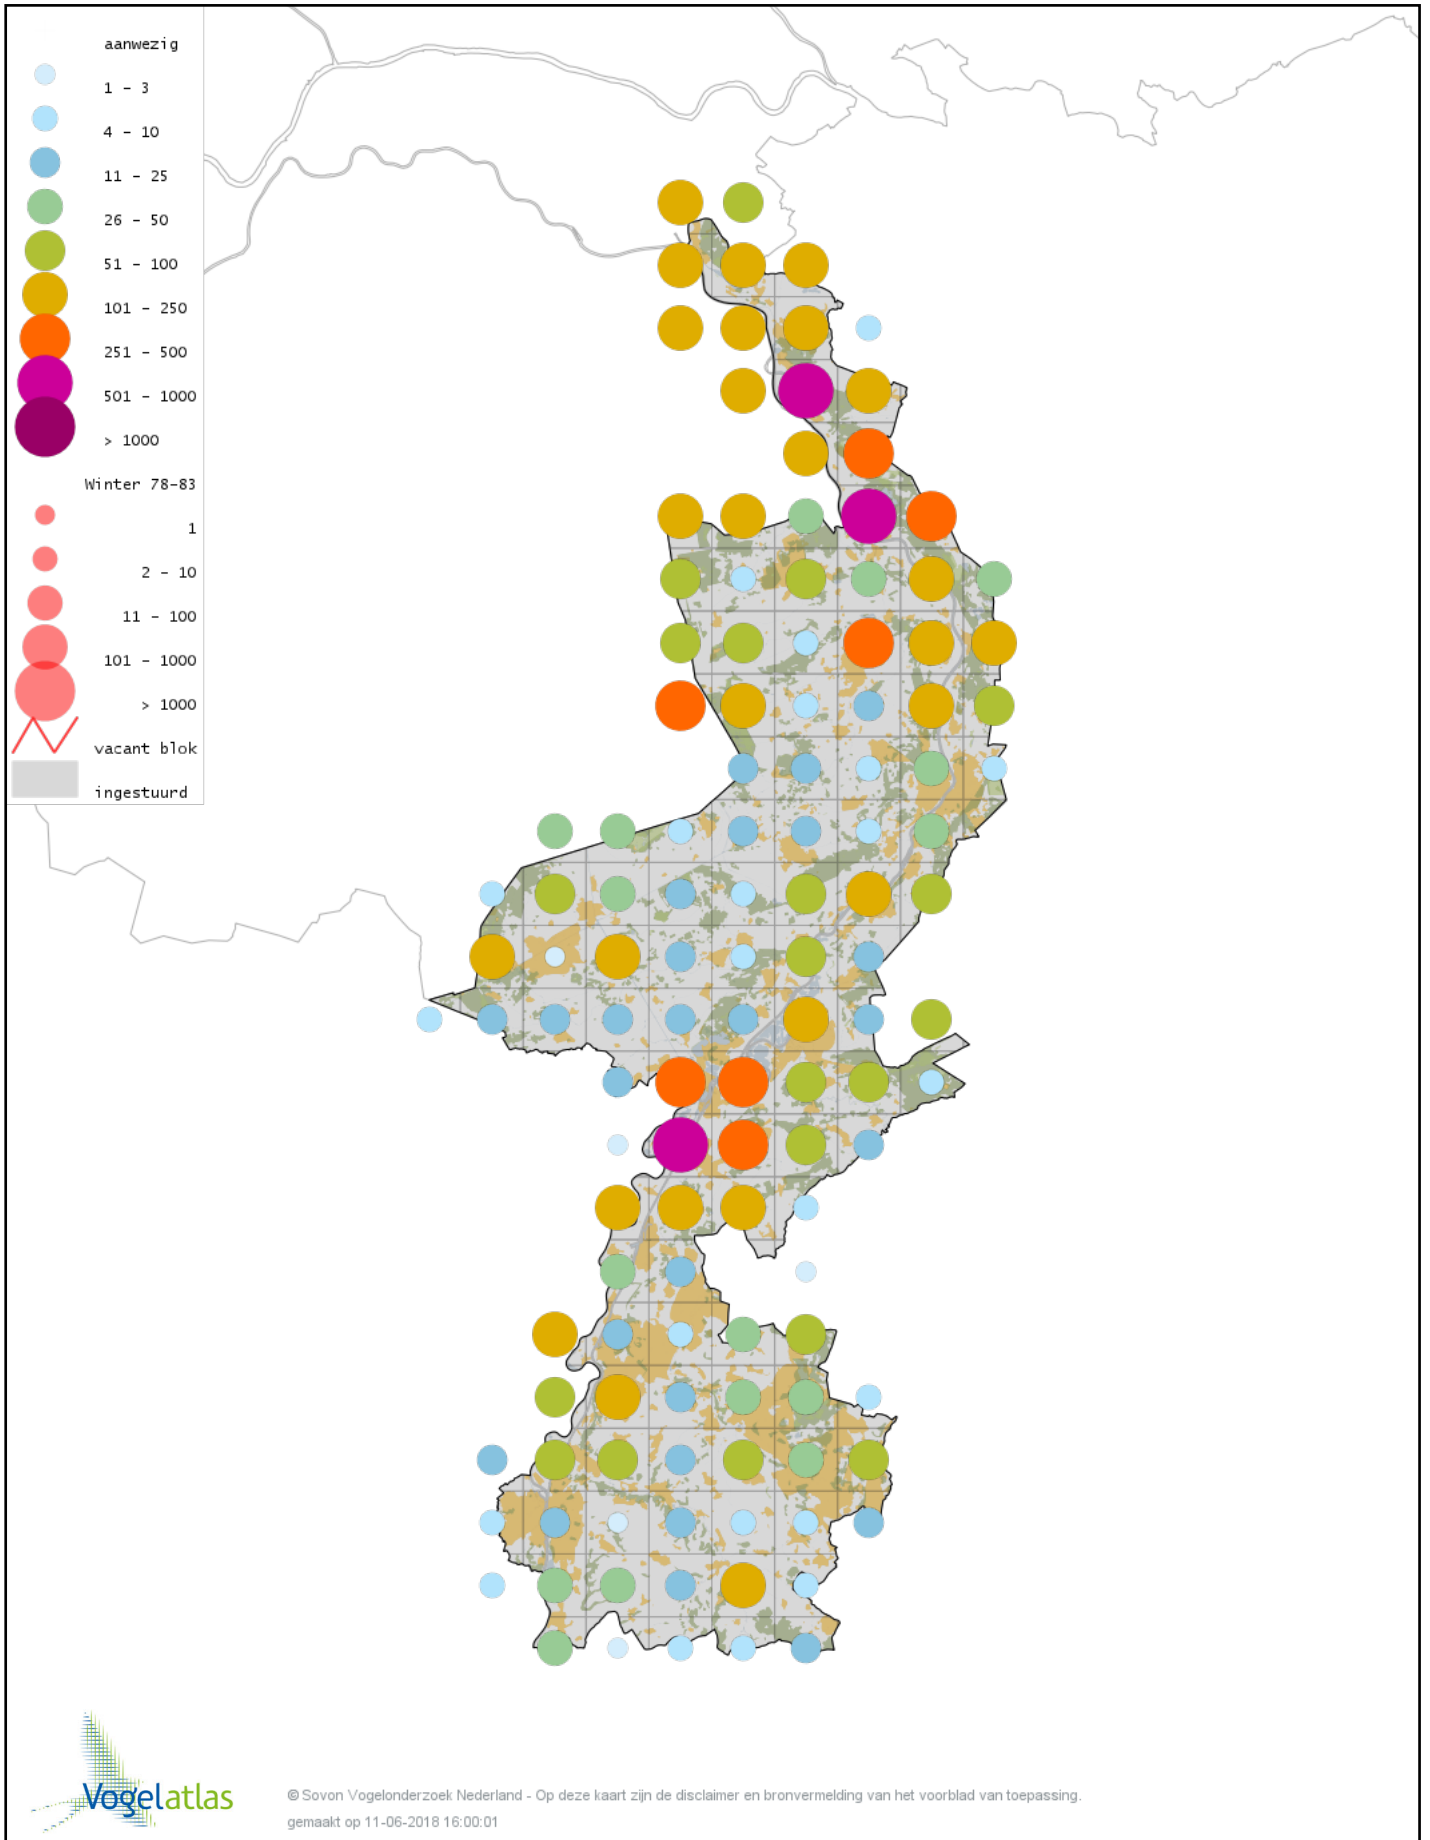 aanwezig
1 - 3
4 - 10
11 - 25
26 - 50
51 - 100
101 - 250
251 - 500
501 - 1000
> 1000
Winter 78-83
1
2 - 10
11 - 100
101 - 1000
> 1000
vacant blok
ingestuurd
Vogelatlas
© Sovon Vogelonderzoek Nederland - Op deze kaart zijn de disclaimer en bronvermelding van het voorblad van toepassing.
gemaakt op 11-06-2018 16:00:01